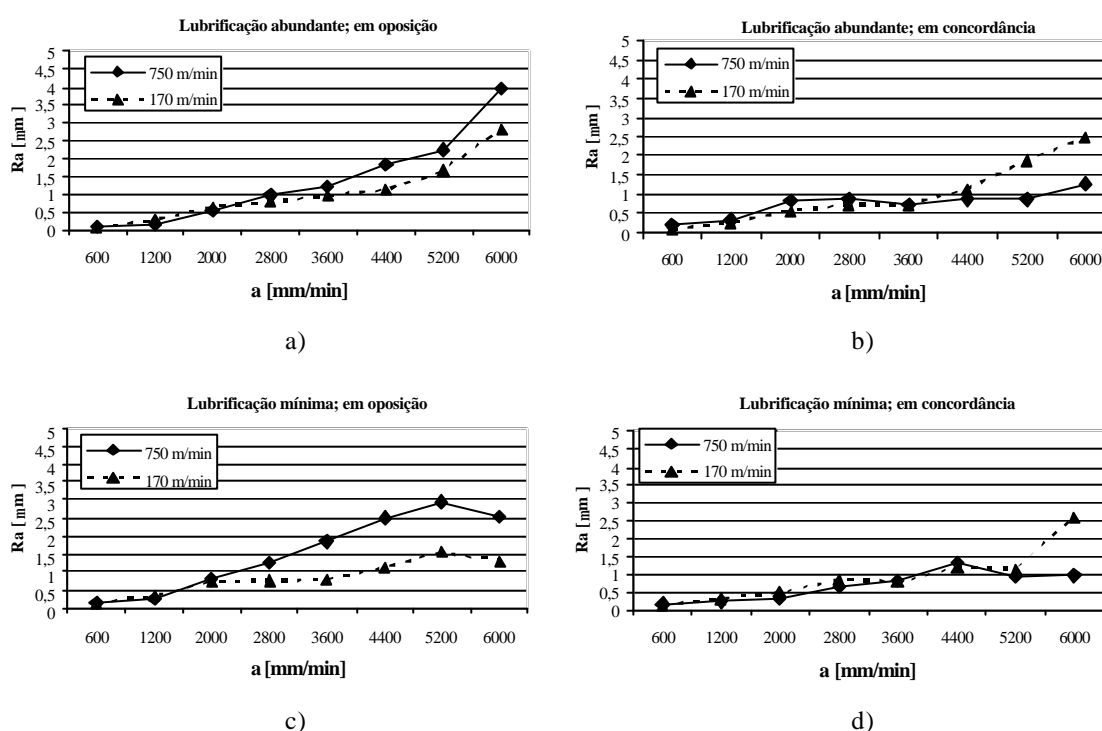 Lubrificação abundante; em oposição
5
4,5
4
3,5
3
2,5
2
1,5
1
0,5
0
Ra [µm]
750 m/min
170 m/min
600 1200 2000 2800 3600 4400 5200 6000
a [mm/min]
a)
Lubrificação abundante; em concordância
5
4,5
4
3,5
3
2,5
2
1,5
1
0,5
0
Ra [µm]
750 m/min
170 m/min
600 1200 2000 2800 3600 4400 5200 6000
a [mm/min]
b)
Lubrificação mínima; em oposição
5
4,5
4
3,5
3
2,5
2
1,5
1
0,5
0
Ra [µm]
750 m/min
170 m/min
600 1200 2000 2800 3600 4400 5200 6000
a [mm/min]
c)
Lubrificação mínima; em concordância
5
4,5
4
3,5
3
2,5
2
1,5
1
0,5
0
Ra [µm]
750 m/min
170 m/min
600 1200 2000 2800 3600 4400 5200 6000
a [mm/min]
d)